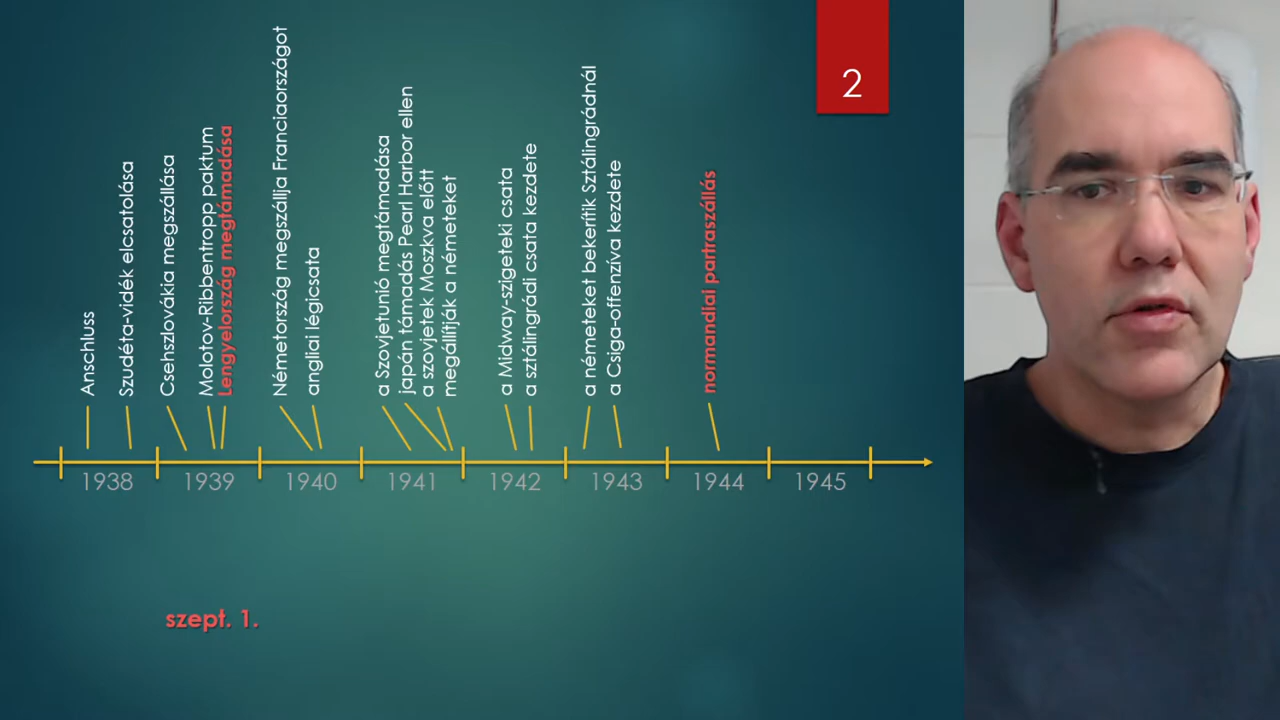 2
Anschluss
Szudéta-vidék elcsatolása
Csehszlovákia megszállása
Molotov-Ribbentropp paktum
Lengyelország megtámadása
Németország megszállja Franciaországot
angliai légicsata
a Szovjetunió megtámadása
japán támadás Pearl Harbor ellen
a szovjetek Moszkva előtt
megállítják a németeket
a Midway-szigeteki csata
a sztálingrádi csata kezdete
a németeket bekerítik Sztálingrádnál
a Csiga-offenzíva kezdete
normandiai partraszállás
1938 1939 1940 1941 1942 1943 1944 1945
szept. 1.